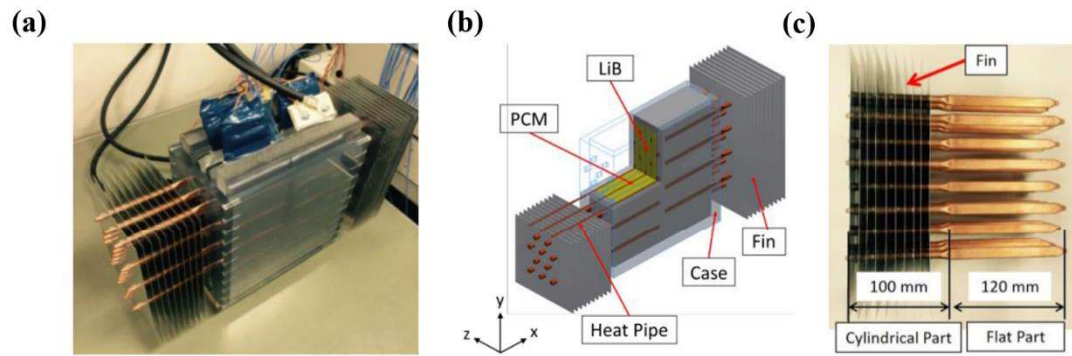 (a)
(b)
LiB
PCM
Fin
Case
Heat Pipe
y
z
x
(c)
Fin
100 mm
120 mm
Cylindrical Part
Flat Part